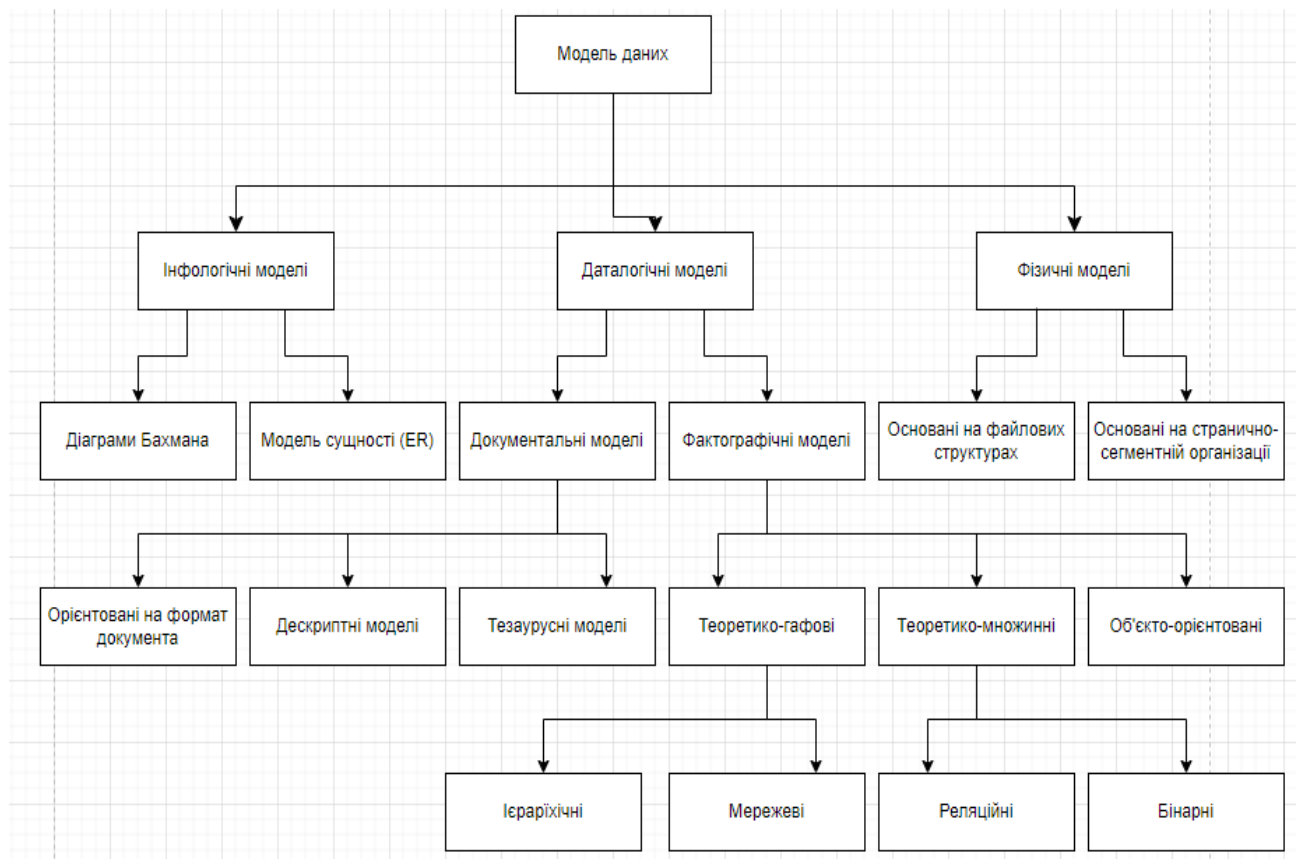 Модель даних
Інфологічні моделі
Даталогічні моделі
Фізичні моделі
Діаграми Бахмана
Модель сущності (ER)
Документальні моделі
Фактографічні моделі
Основані на файлових
структурах
Основані на странично-
сегментній організації
Орієнтовані на формат
документа
Дескриптні моделі
Тезаурусні моделі
Теоретико-гафові
Теоретико-множинні
Об'єкто-орієнтовані
Ієраріхічні
Мережеві
Реляційні
Бінарні